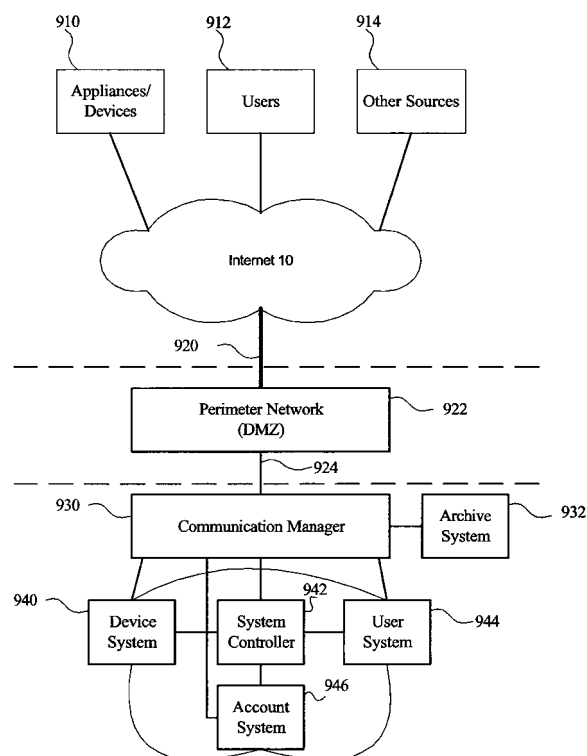 910
912
914
Appliances/
Devices
Users
Other Sources
Internet 10
920
Perimeter Network
(DMZ)
922
924
930
Communication Manager
Archive
System
932
940
Device
System
942
System
Controller
User
System
944
946
Account
System